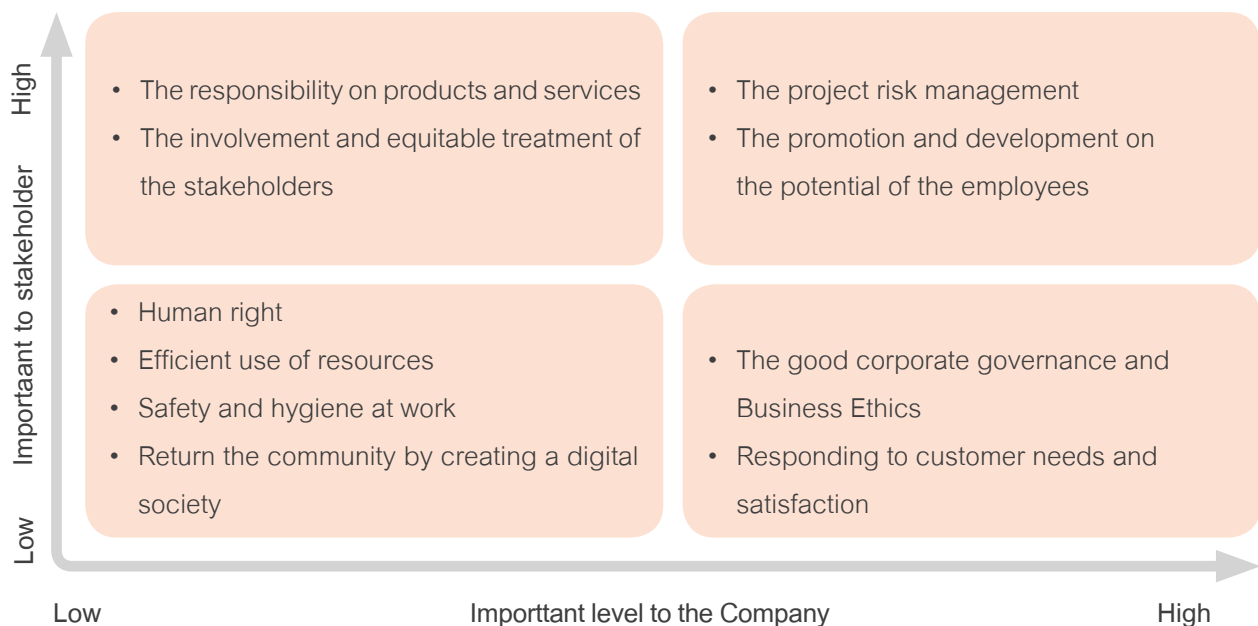 High
Importaant to stakeholder
Low
• The responsibility on products and services
• The involvement and equitable treatment of
the stakeholders
• The project risk management
• The promotion and development on
the potential of the employees
• Human right
• Efficient use of resources
• Safety and hygiene at work
• Return the community by creating a digital
society
• The good corporate governance and
Business Ethics
• Responding to customer needs and
satisfaction
Low
Importtant level to the Company
High